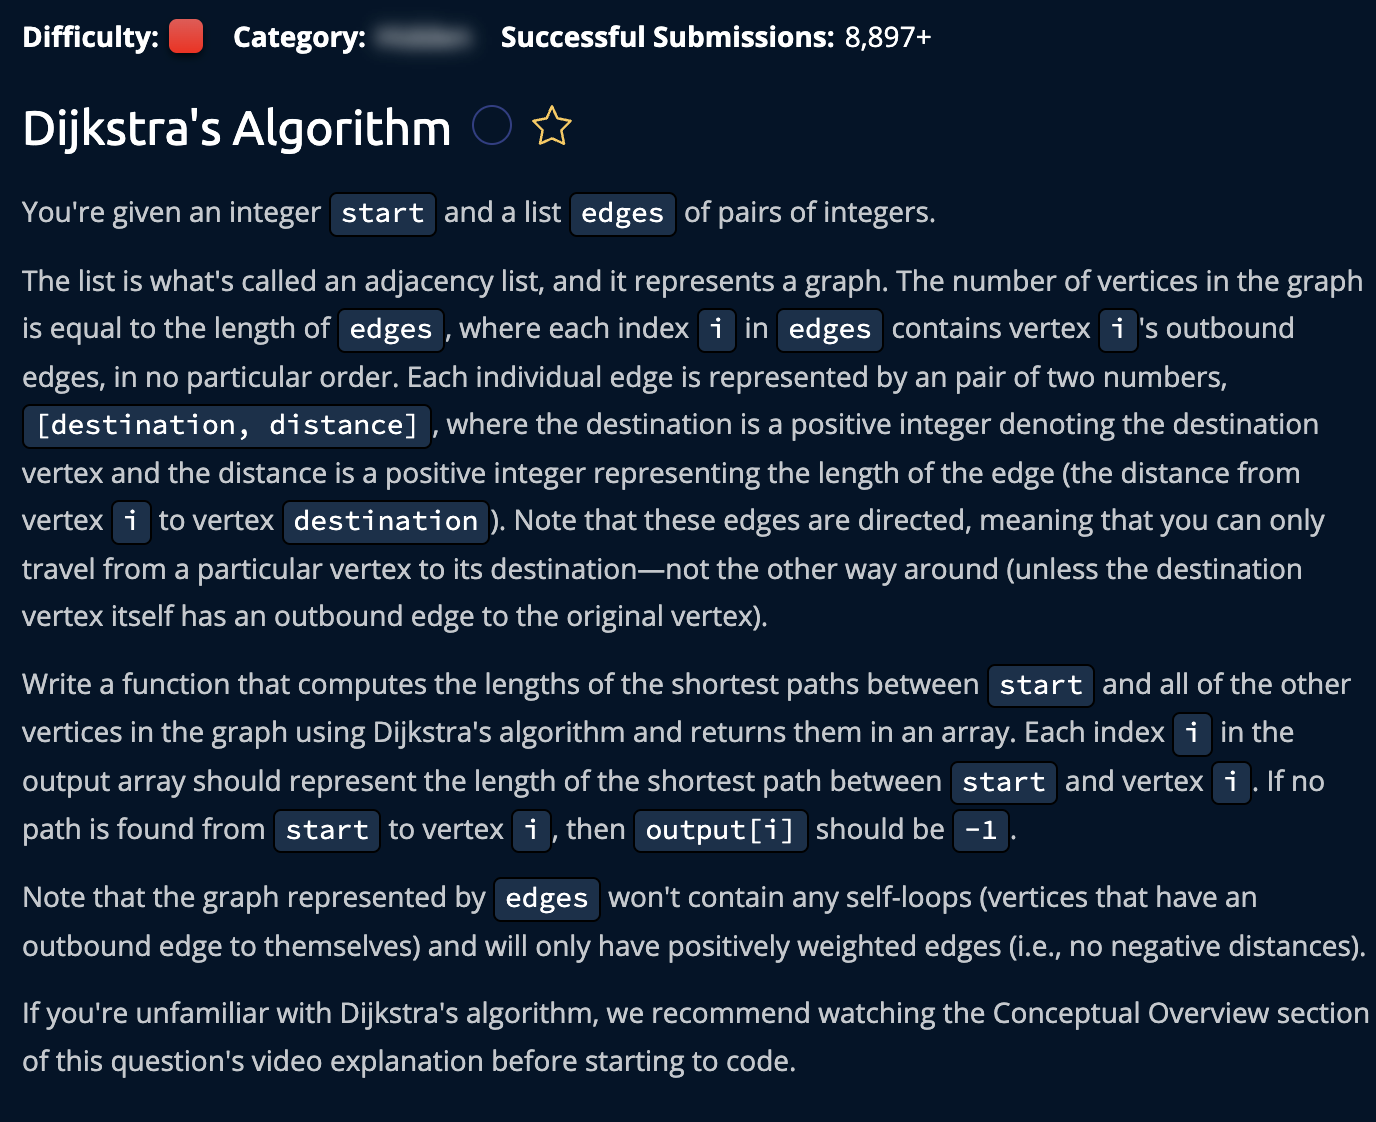 Difficulty: Category: Successful Submissions: 8,897+
Dijkstra's Algorithm
You're given an integer start and a list edges of pairs of integers.
The list is what's called an adjacency list, and it represents a graph. The number of vertices in the graph
is equal to the length of edges, where each index i in edges contains vertex i's outbound
edges, in no particular order. Each individual edge is represented by an pair of two numbers,
[destination, distance], where the destination is a positive integer denoting the destination
vertex and the distance is a positive integer representing the length of the edge (the distance from
vertex i to vertex destination). Note that these edges are directed, meaning that you can only
travel from a particular vertex to its destination—not the other way around (unless the destination
vertex itself has an outbound edge to the original vertex).
Write a function that computes the lengths of the shortest paths between start and all of the other
vertices in the graph using Dijkstra's algorithm and returns them in an array. Each index i in the
output array should represent the length of the shortest path between start and vertex i. If no
path is found from start to vertex i, then output[i] should be -1.
Note that the graph represented by edges won't contain any self-loops (vertices that have an
outbound edge to themselves) and will only have positively weighted edges (i.e., no negative distances).
If you're unfamiliar with Dijkstra's algorithm, we recommend watching the Conceptual Overview section
of this question's video explanation before starting to code.